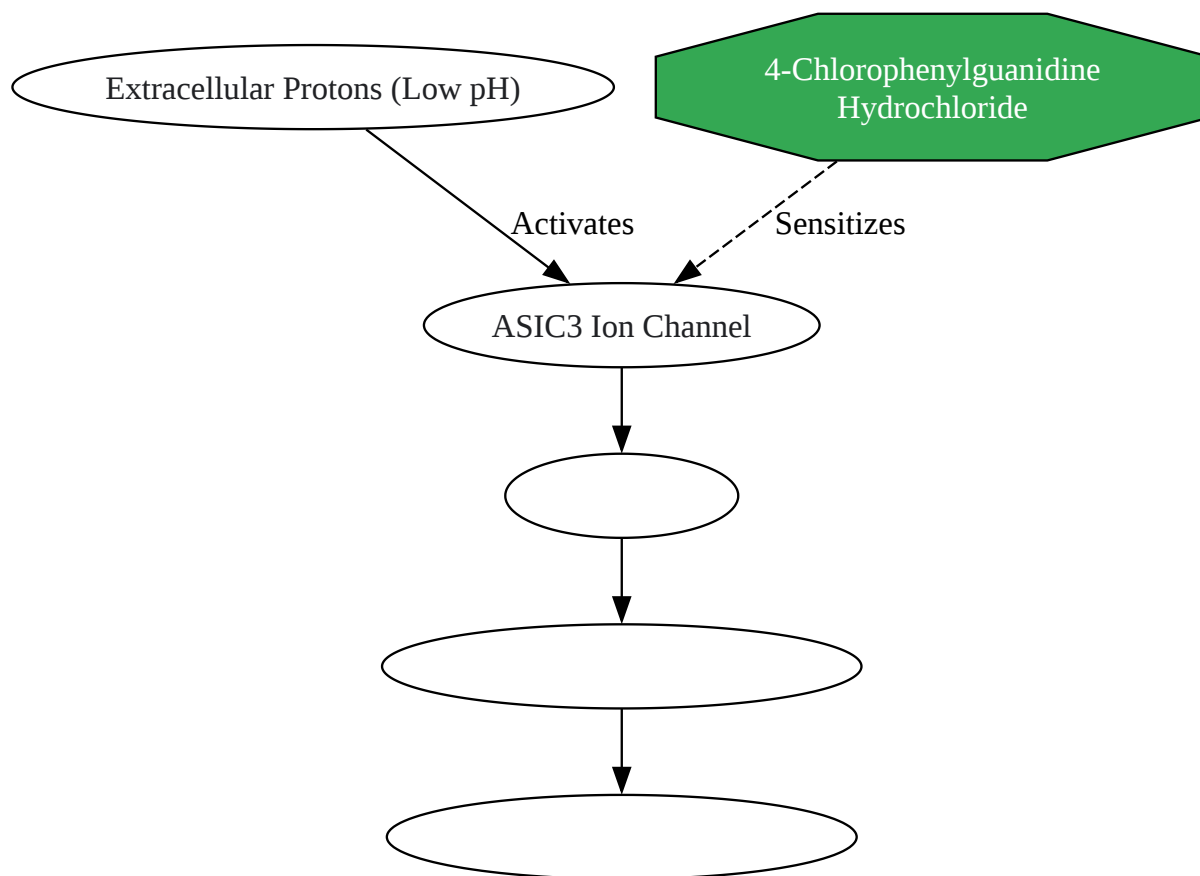 Extracellular Protons (Low pH)
4-Chlorophenylguanidine
Hydrochloride
Activates
Sensitizes
ASIC3 Ion Channel